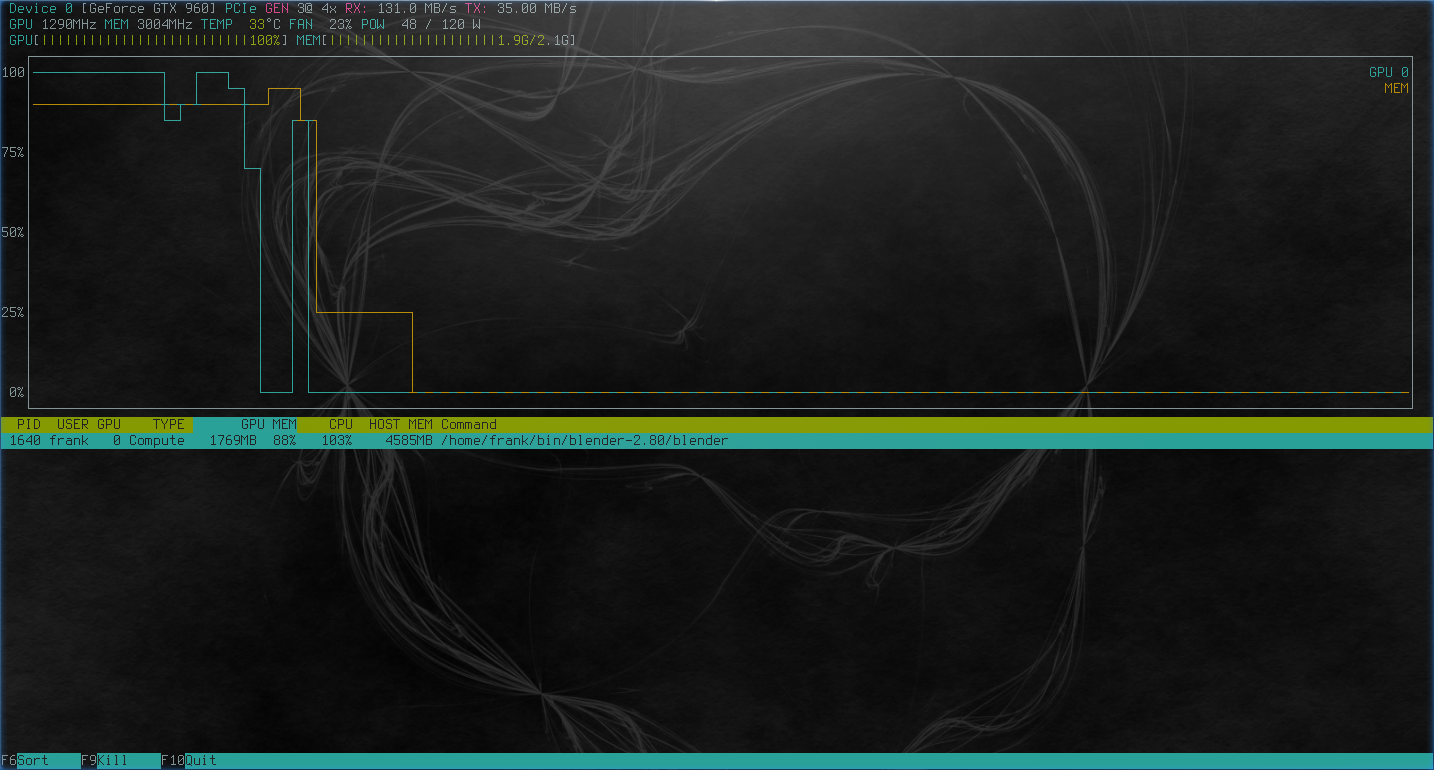 Device 0 [GeForce GTX 960] PCIe GEN 3@ 4x RX: 131.0 MB/s TX: 35.00 MB/s
GPU 1290MHz MEM 3004MHz TEMP 33°C FAN 23% POW 48 / 120 W
GPU[||||||||||||||||||||||||||100%] MEM[|||||||||||||||||||||1.9G/2.1G]
100
GPU 0
MEM
75%
50%
25%
0%
PID USER GPU TYPE GPU MEM CPU HOST MEM Command
1640 frank 0 Compute 1769MB 88% 103% 4585MB /home/frank/bin/blender-2.80/blender
F6Sort F9Kill F10Quit